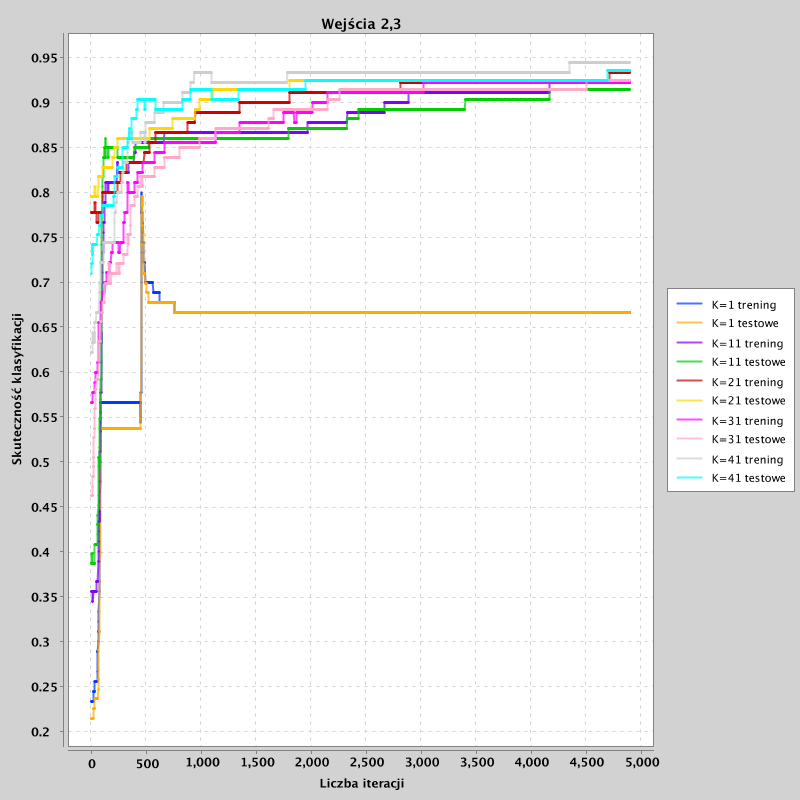 Wejścia 2,3
0.95
0.9
0.85
0.8
0.75
0.7
0.65
0.6
0.55
0.5
0.45
0.4
0.35
0.3
0.25
0.2
Skuteczność klasyfikacji
0 500 1,000 1,500 2,000 2,500 3,000 3,500 4,000 4,500 5,000
Liczba iteracji
K=1 trening
K=1 testowe
K=11 trening
K=11 testowe
K=21 trening
K=21 testowe
K=31 trening
K=31 testowe
K=41 trening
K=41 testowe